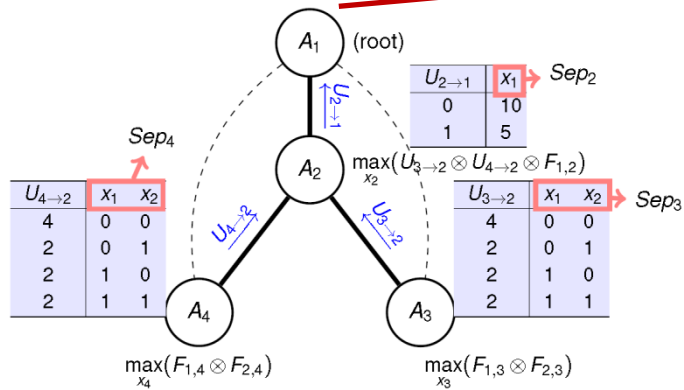 A₁ (root)
U₂→₁ x₁ Sep₂
0 10
1 5
U₂→₁
Sep₄
A₂
max(U₃→₂ ⊗ U₄→₂ ⊗ F₁,₂)
x₂
U₄→₂ x₁ x₂
4 0 0
2 0 1
2 1 0
2 1 1
U₄→₂
U₃→₂
U₃→₂ x₁ x₂ Sep₃
4 0 0
2 0 1
2 1 0
2 1 1
A₄
A₃
max(F₁,₄ ⊗ F₂,₄)
x₄
max(F₁,₃ ⊗ F₂,₃)
x₃